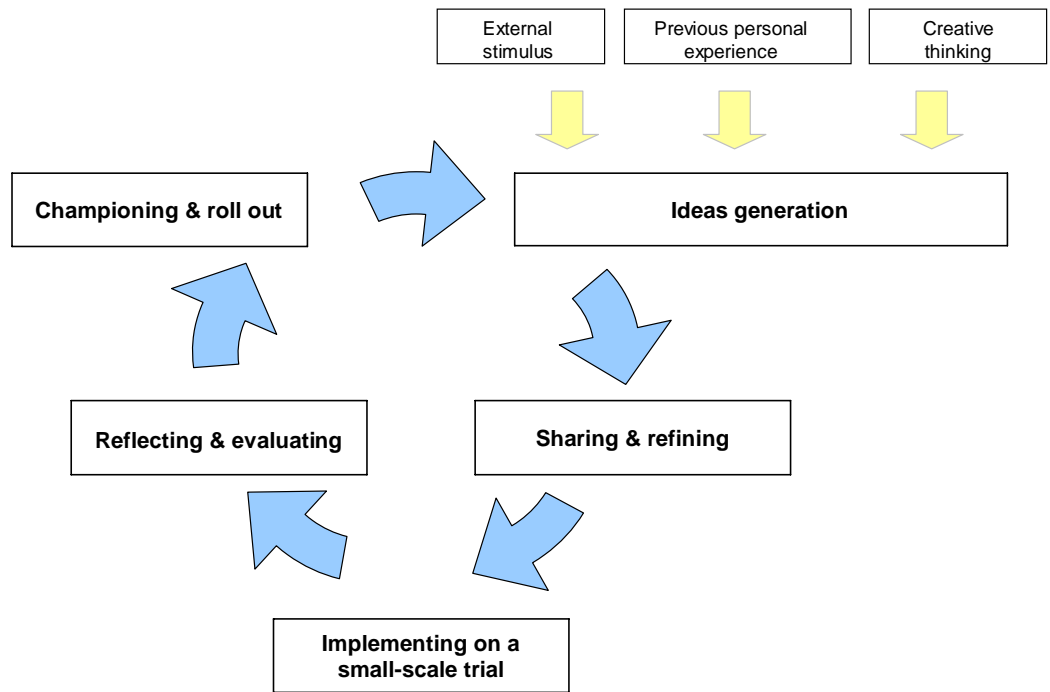 External
stimulus
Previous personal
experience
Creative
thinking
Championing & roll out
Ideas generation
Reflecting & evaluating
Sharing & refining
Implementing on a
small-scale trial